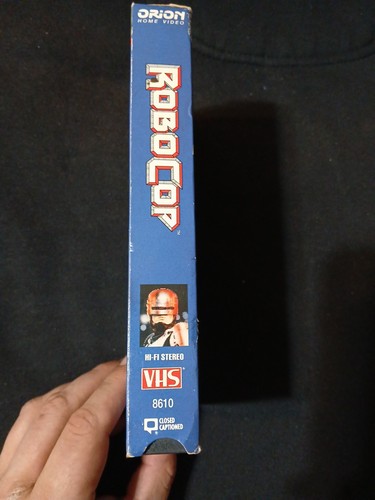 ORION
HOME VIDEO
ROBOCOP
HI-FI STEREO
VHS
8610
CLOSED
CAPTIONED